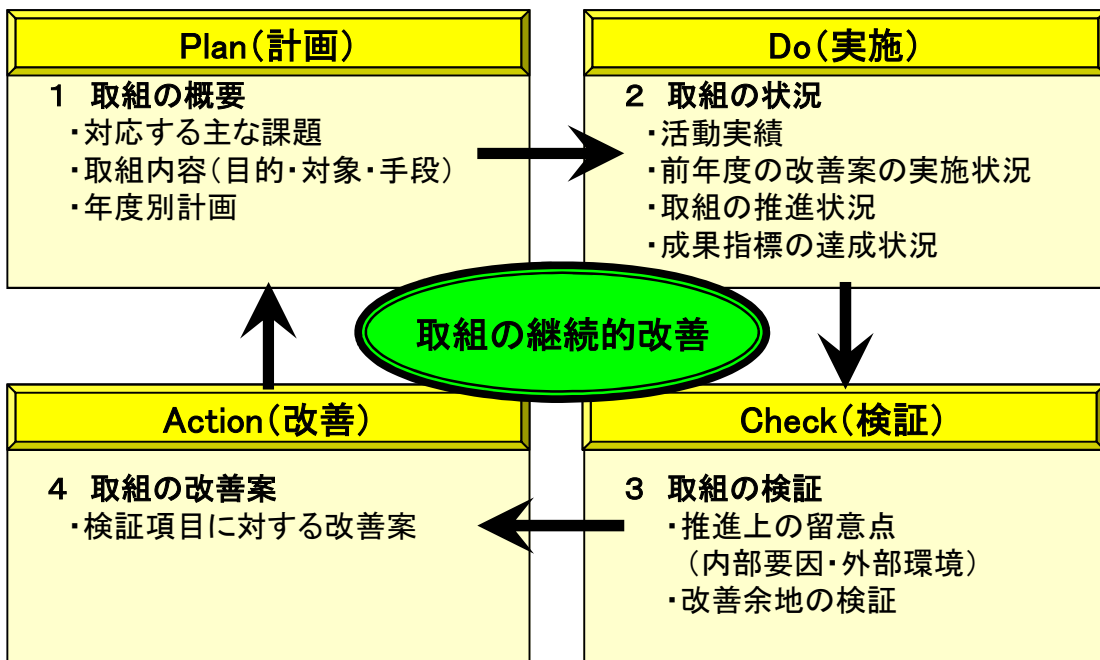 Plan（計画）
1　取組の概要
・対応する主な課題
・取組内容（目的・対象・手段）
・年度別計画
Do（実施）
2　取組の状況
・活動実績
・前年度の改善案の実施状況
・取組の推進状況
・成果指標の達成状況
取組の継続的改善
Check（検証）
3　取組の検証
・推進上の留意点
（内部要因・外部環境）
・改善余地の検証
Action（改善）
4　取組の改善案
・検証項目に対する改善案